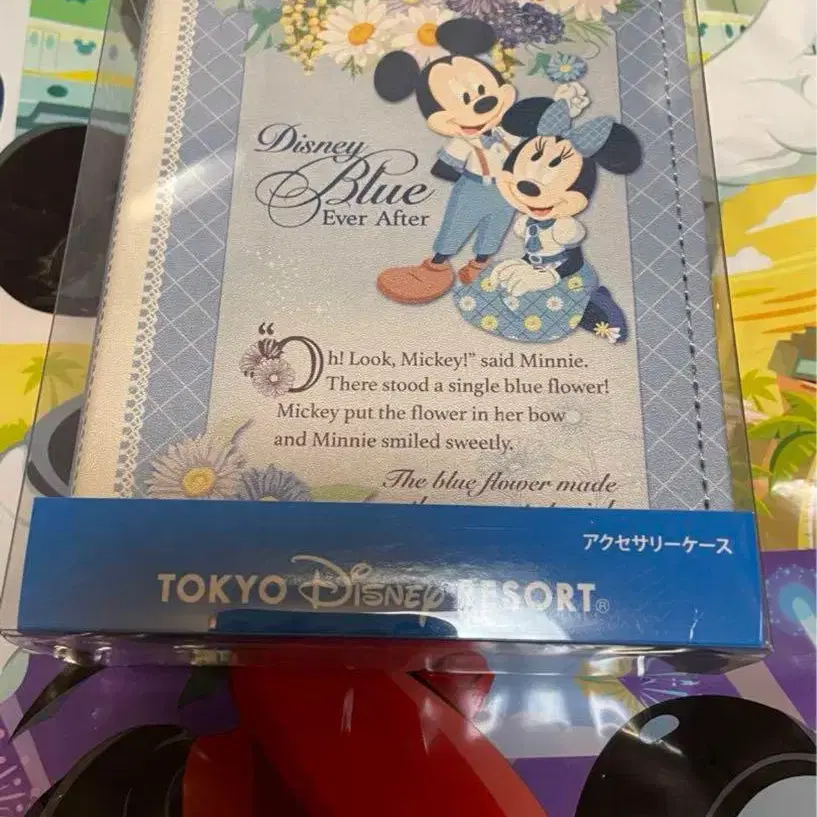 Disney
Blue
Ever After
“Oh! Look, Mickey!” said Minnie.
There stood a single blue flower!
Mickey put the flower in her bow
and Minnie smiled sweetly.
The blue flower made
アクセサリーケース
TOKYO Disney RESORT®